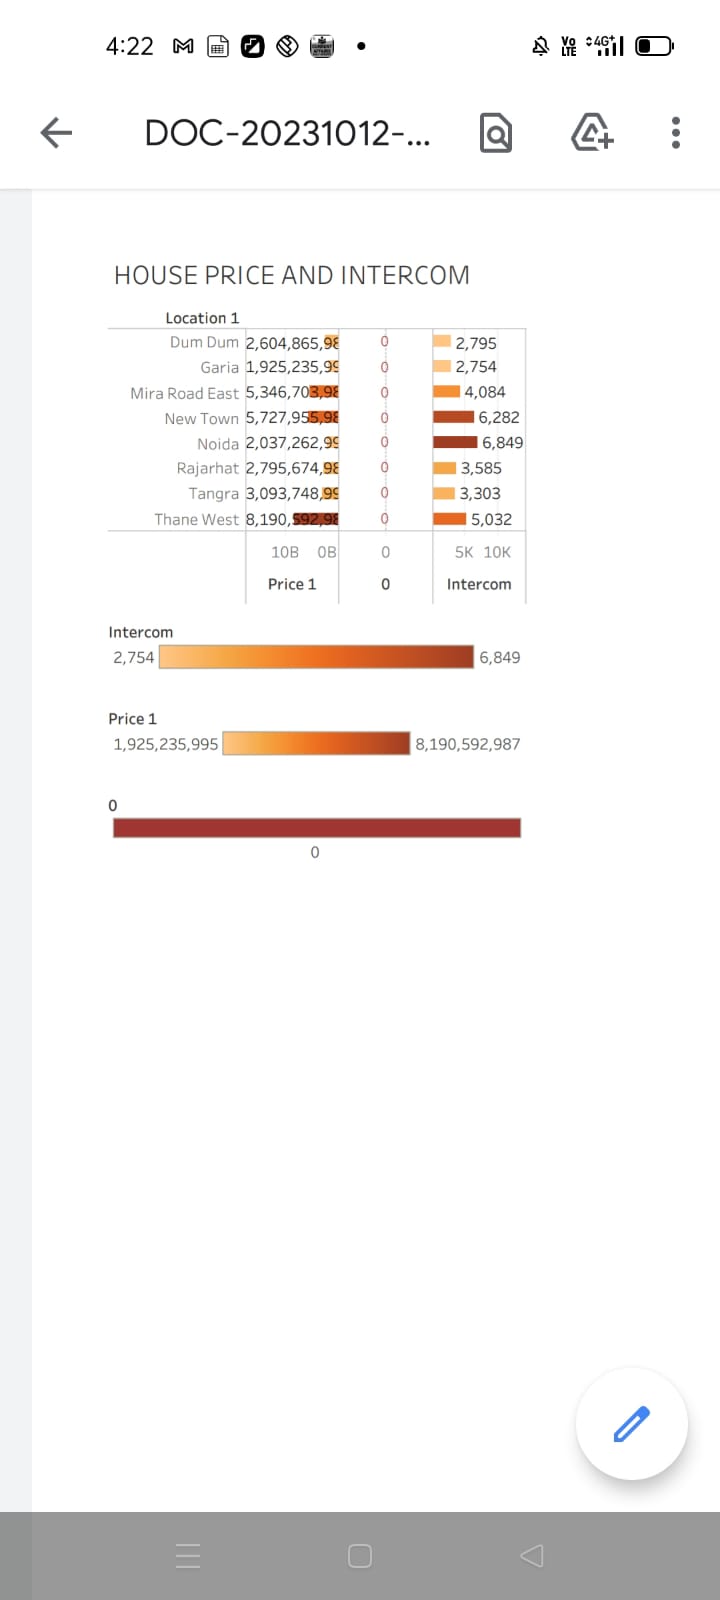 4:22
VO LTE 4G+
DOC-20231012-...
HOUSE PRICE AND INTERCOM
Location 1
Dum Dum 2,604,865,98 0 2,795
Garia 1,925,235,99 0 2,754
Mira Road East 5,346,703,98 0 4,084
New Town 5,727,955,98 0 6,282
Noida 2,037,262,99 0 6,849
Rajarhat 2,795,674,98 0 3,585
Tangra 3,093,748,99 0 3,303
Thane West 8,190,592,98 0 5,032
10B 0B 0 5K 10K
Price 1 0 Intercom
Intercom
2,754 6,849
Price 1
1,925,235,995 8,190,592,987
0
0